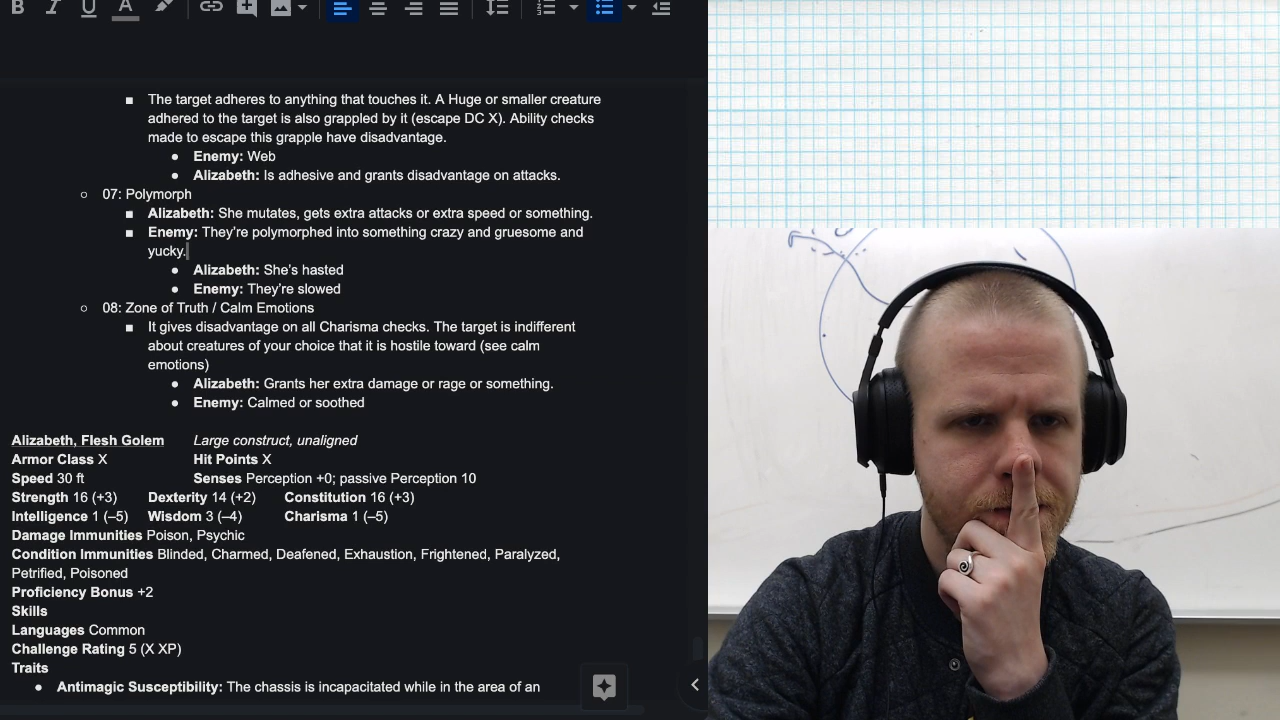 B I U A
The target adheres to anything that touches it. A Huge or smaller creature
adhered to the target is also grappled by it (escape DC X). Ability checks
made to escape this grapple have disadvantage.
Enemy: Web
Alizabeth: Is adhesive and grants disadvantage on attacks.
07: Polymorph
Alizabeth: She mutates, gets extra attacks or extra speed or something.
Enemy: They’re polymorphed into something crazy and gruesome and
yucky.
Alizabeth: She’s hasted
Enemy: They’re slowed
08: Zone of Truth / Calm Emotions
It gives disadvantage on all Charisma checks. The target is indifferent
about creatures of your choice that it is hostile toward (see calm
emotions)
Alizabeth: Grants her extra damage or rage or something.
Enemy: Calmed or soothed
Alizabeth, Flesh Golem Large construct, unaligned
Armor Class X Hit Points X
Speed 30 ft Senses Perception +0; passive Perception 10
Strength 16 (+3) Dexterity 14 (+2) Constitution 16 (+3)
Intelligence 1 (–5) Wisdom 3 (–4) Charisma 1 (–5)
Damage Immunities Poison, Psychic
Condition Immunities Blinded, Charmed, Deafened, Exhaustion, Frightened, Paralyzed,
Petrified, Poisoned
Proficiency Bonus +2
Skills
Languages Common
Challenge Rating 5 (X XP)
Traits
Antimagic Susceptibility: The chassis is incapacitated while in the area of an